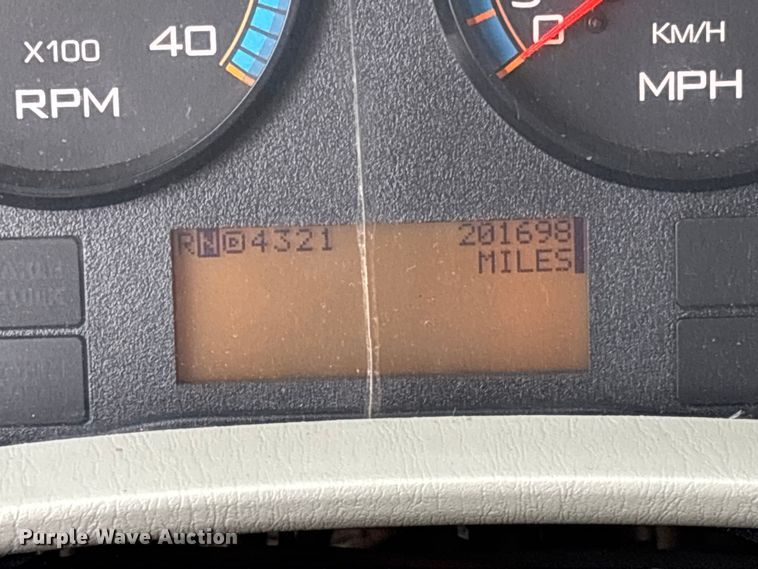 X100
40
RPM
0
KM/H
MPH
RN🄳4321
201698
MILES
Purple Wave Auction